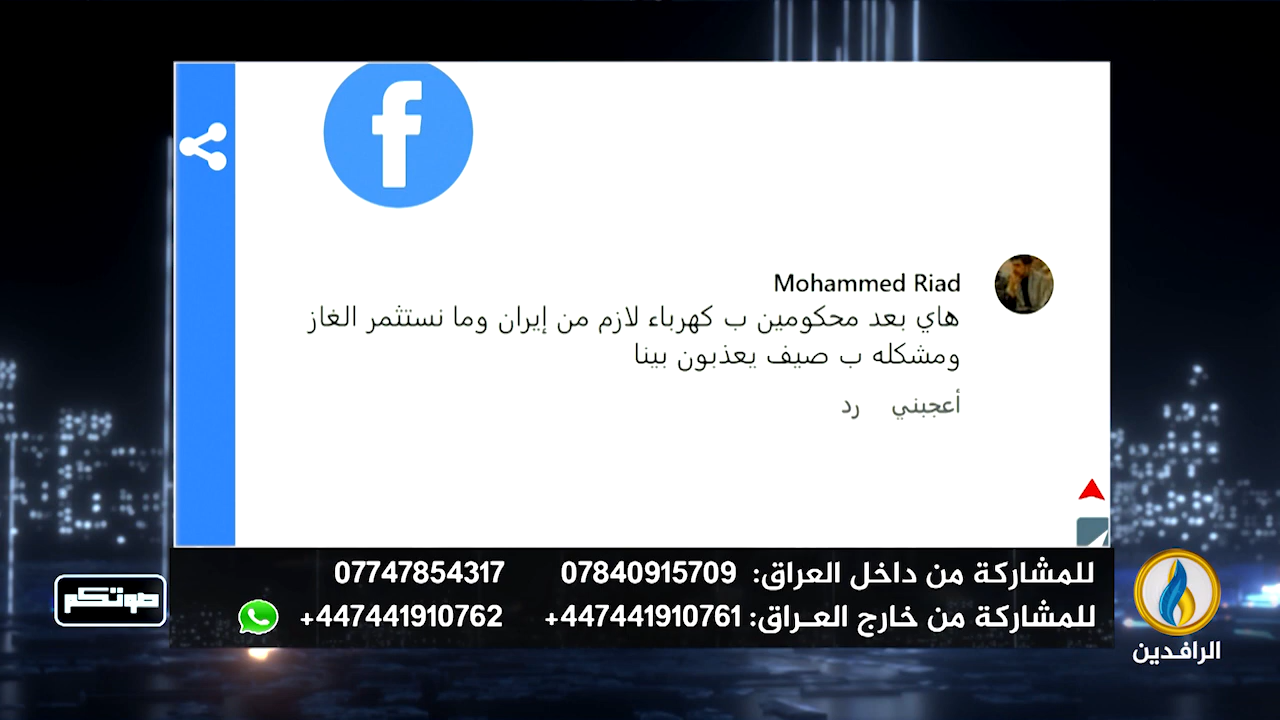 f
Mohammed Riad
هاي بعد محكومين ب كهرباء لازم من إيران وما نستثمر الغاز
ومشكله ب صيف يعذبون بينا
أعجبني رد
للمشاركة من داخل العراق: 07840915709 07747854317
للمشاركة من خارج العـراق: +447441910761 +447441910762
صوتكم
الرافدين